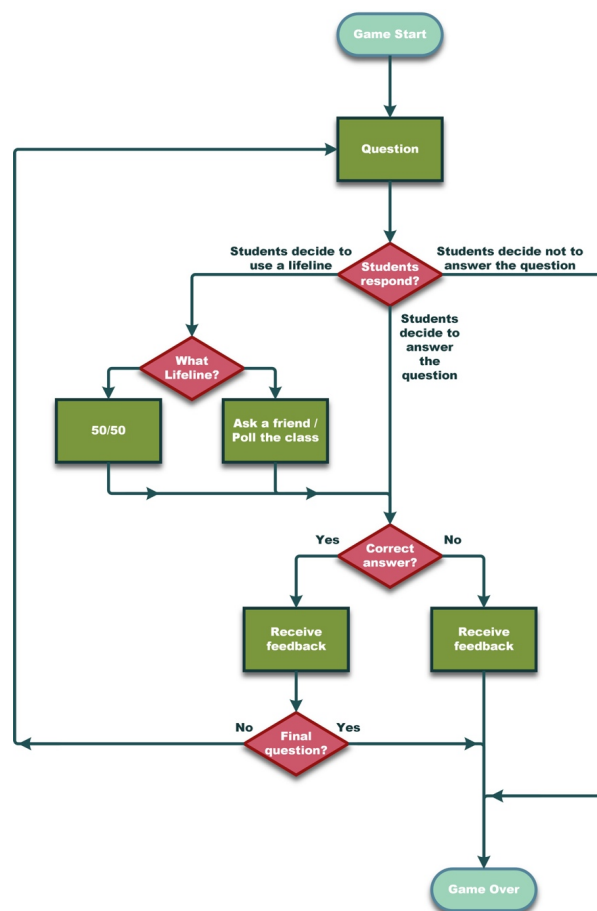 Game Start
Question
Students decide to
use a lifeline
Students
respond?
Students decide not to
answer the question
Students
decide to
answer
the
question
What
Lifeline?
50/50
Ask a friend /
Poll the class
Yes
Correct
answer?
No
Receive
feedback
Receive
feedback
No
Final
question?
Yes
Game Over